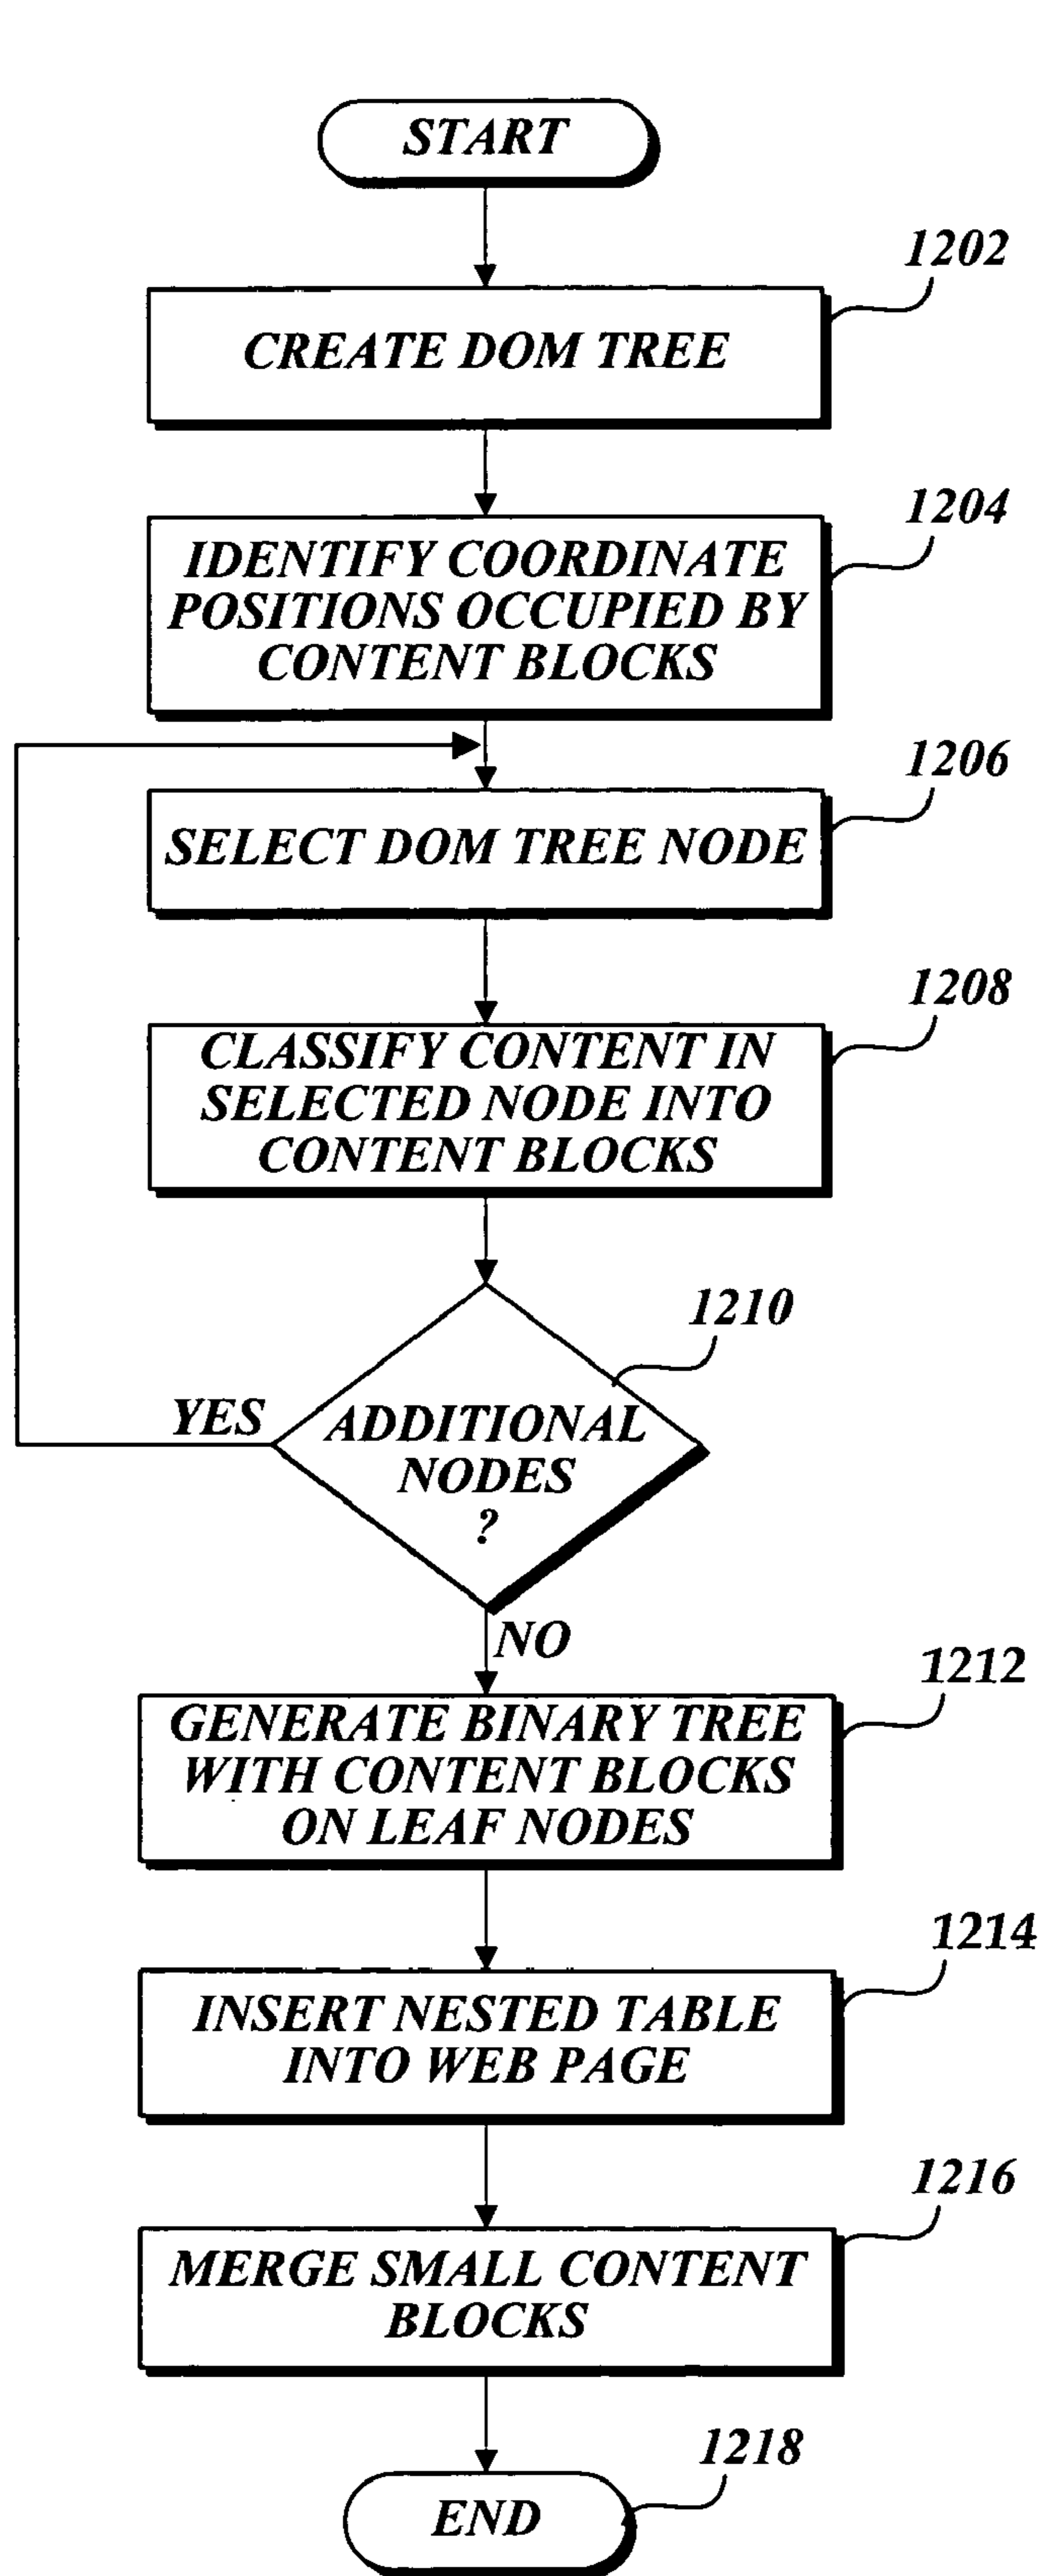 START
1202
CREATE DOM TREE
1204
IDENTIFY COORDINATE
POSITIONS OCCUPIED BY
CONTENT BLOCKS
1206
SELECT DOM TREE NODE
1208
CLASSIFY CONTENT IN
SELECTED NODE INTO
CONTENT BLOCKS
1210
YES
ADDITIONAL
NODES
?
NO
1212
GENERATE BINARY TREE
WITH CONTENT BLOCKS
ON LEAF NODES
1214
INSERT NESTED TABLE
INTO WEB PAGE
1216
MERGE SMALL CONTENT
BLOCKS
1218
END